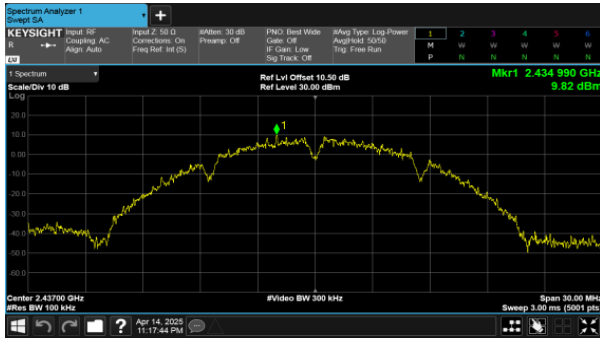 Spectrum Analyzer 1
Swept SA
+
KEYSIGHT
R
LXI
Input: RF
Coupling: AC
Align: Auto
Input Z: 50 Ω
Corrections: On
Freq Ref: Int (S)
#Atten: 30 dB
Preamp: Off
PNO: Best Wide
Gate: Off
IF Gain: Low
Sig Track: Off
#Avg Type: Log-Power
Avg|Hold: 50/50
Trig: Free Run
1 2 3 4 5 6
M W W W W W
P N N N N N
1 Spectrum
Scale/Div 10 dB
Log
Ref Lvl Offset 10.50 dB
Ref Level 30.00 dBm
Mkr1 2.434 990 GHz
9.82 dBm
1
20.0
10.0
0.00
-10.0
-20.0
-30.0
-40.0
-50.0
-60.0
Center 2.43700 GHz
#Res BW 100 kHz
#Video BW 300 kHz
Span 30.00 MHz
Sweep 3.00 ms (5001 pts)
?
Apr 14, 2025
11:17:44 PM